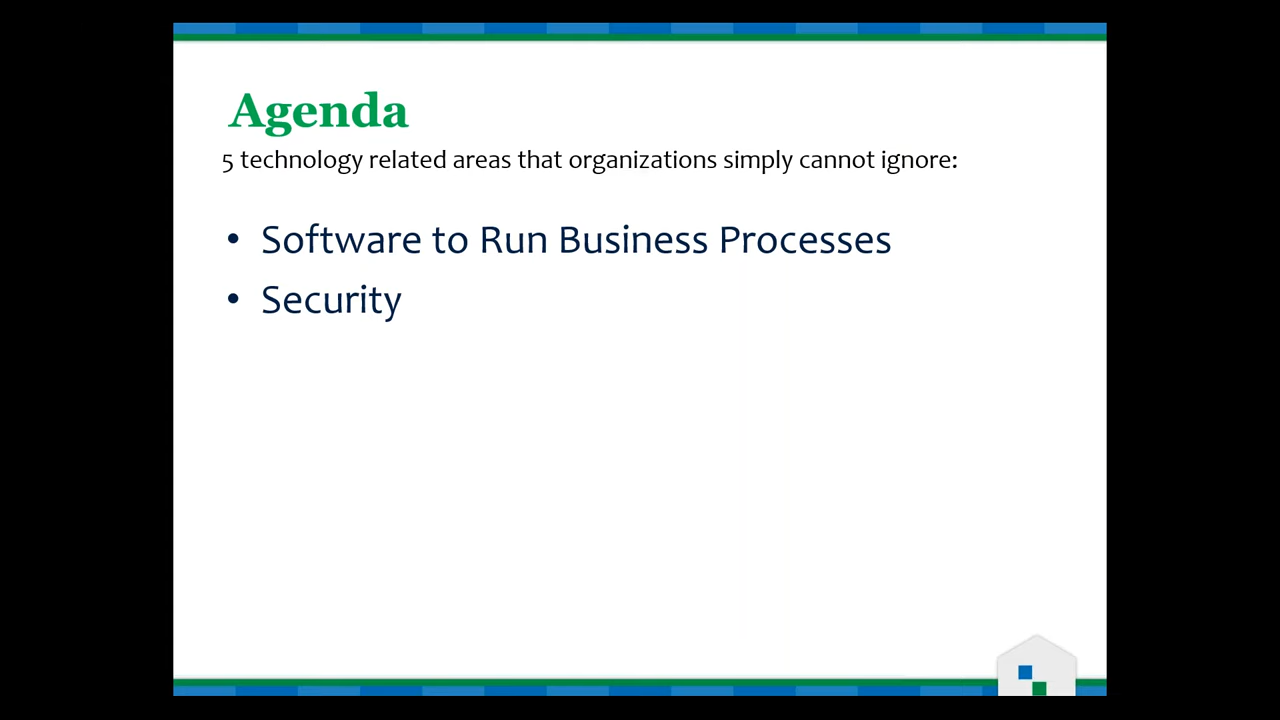 Agenda
5 technology related areas that organizations simply cannot ignore:
• Software to Run Business Processes
• Security